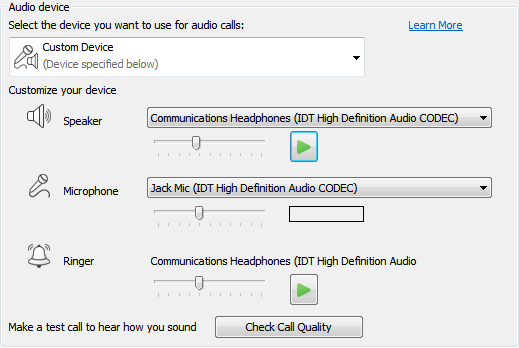 Audio device
Select the device you want to use for audio calls:
Learn More
Custom Device
(Device specified below)
Customize your device
Speaker
Communications Headphones (IDT High Definition Audio CODEC)
Microphone
Jack Mic (IDT High Definition Audio CODEC)
Ringer
Communications Headphones (IDT High Definition Audio
Make a test call to hear how you sound
Check Call Quality